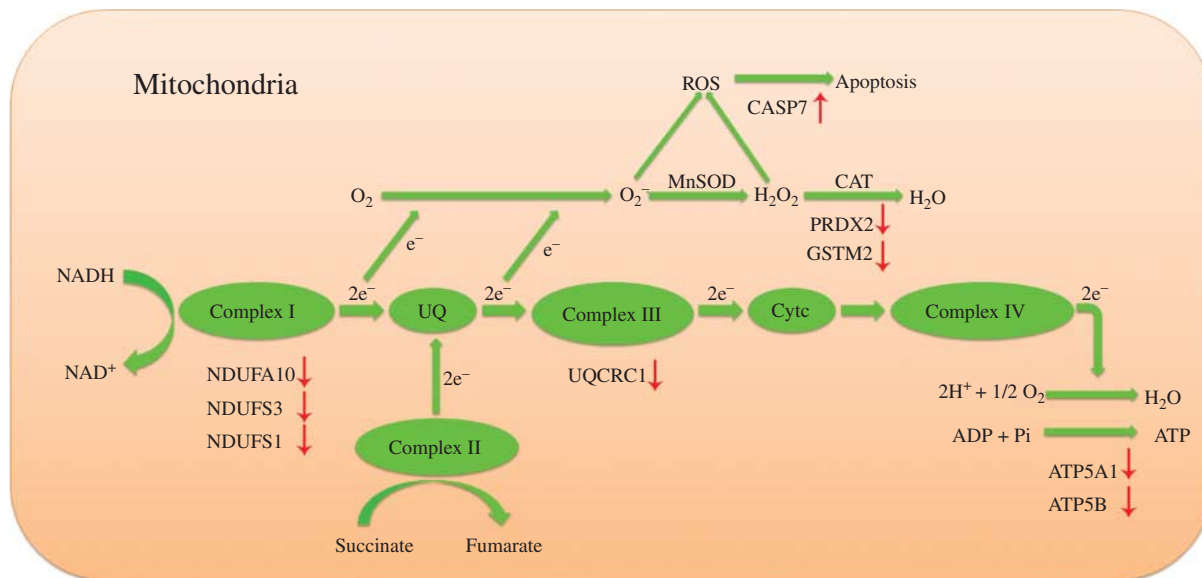 Mitochondria
ROS
Apoptosis
CASP7
O₂
O₂⁻
MnSOD
H₂O₂
CAT
H₂O
PRDX2
GSTM2
e⁻
e⁻
NADH
Complex I
2e⁻
UQ
2e⁻
Complex III
2e⁻
Cytc
Complex IV
2e⁻
NAD⁺
NDUFA10
NDUFS3
NDUFS1
2e⁻
UQCRC1
Complex II
2H⁺ + 1/2 O₂
H₂O
ADP + Pi
ATP
ATP5A1
ATP5B
Succinate
Fumarate